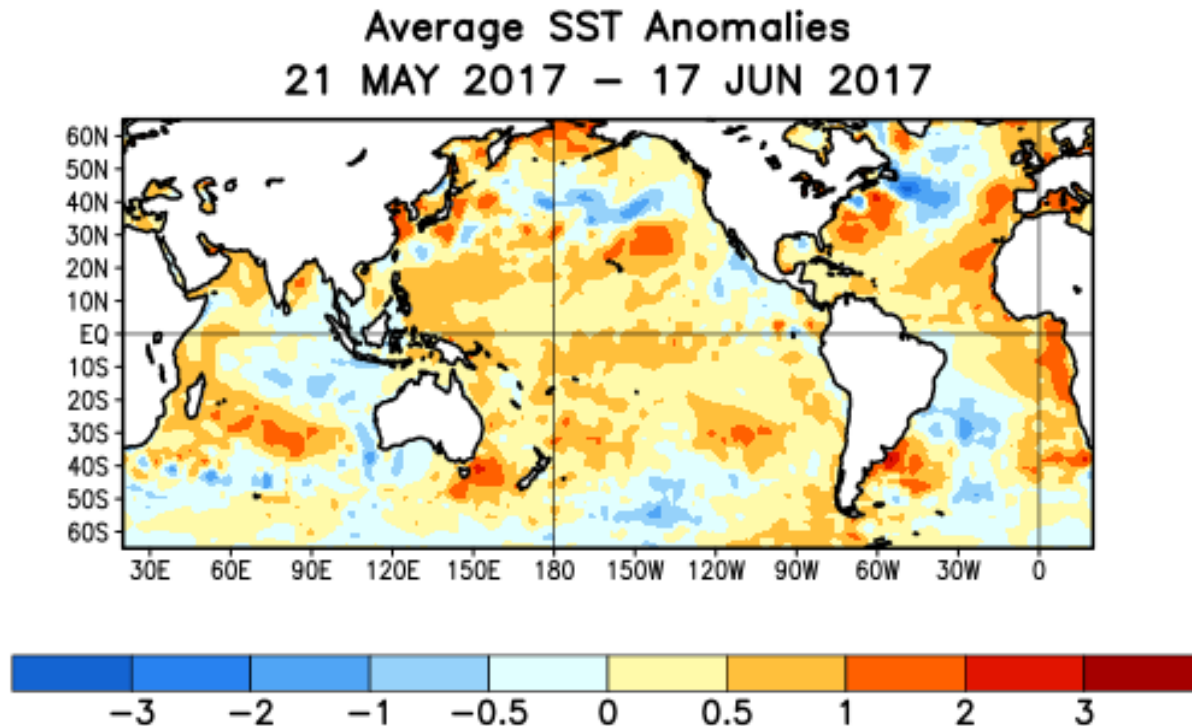 Average SST Anomalies
21 MAY 2017 – 17 JUN 2017
60N
50N
40N
30N
20N
10N
EQ
10S
20S
30S
40S
50S
60S
30E 60E 90E 120E 150E 180 150W 120W 90W 60W 30W 0
−3 −2 −1 −0.5 0 0.5 1 2 3